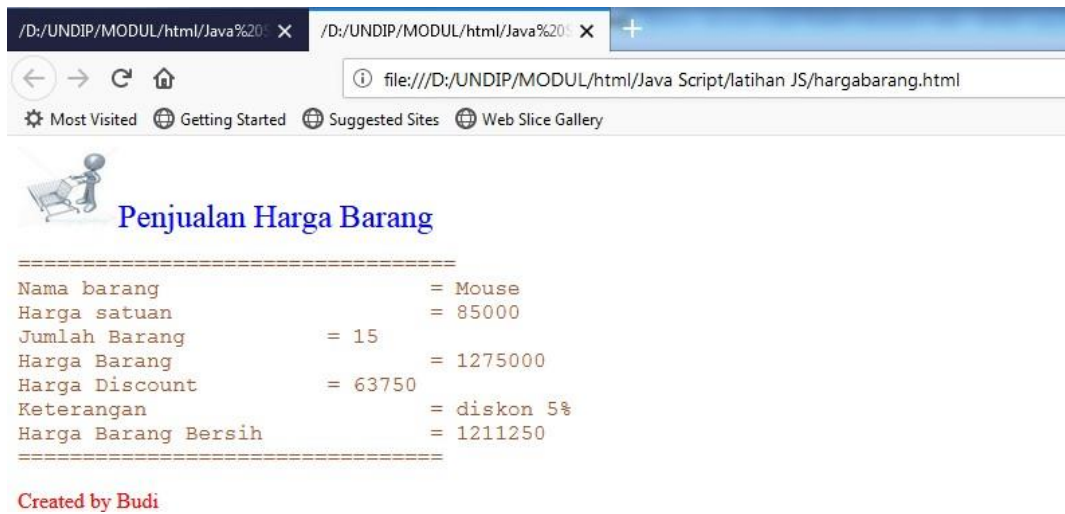 /D:/UNDIP/MODUL/html/Java%20S
/D:/UNDIP/MODUL/html/Java%20S
file:///D:/UNDIP/MODUL/html/Java Script/latihan JS/hargabarang.html
Most Visited Getting Started Suggested Sites Web Slice Gallery
Penjualan Harga Barang
==================================
Nama barang = Mouse
Harga satuan = 85000
Jumlah Barang = 15
Harga Barang = 1275000
Harga Discount = 63750
Keterangan = diskon 5%
Harga Barang Bersih = 1211250
=================================
Created by Budi